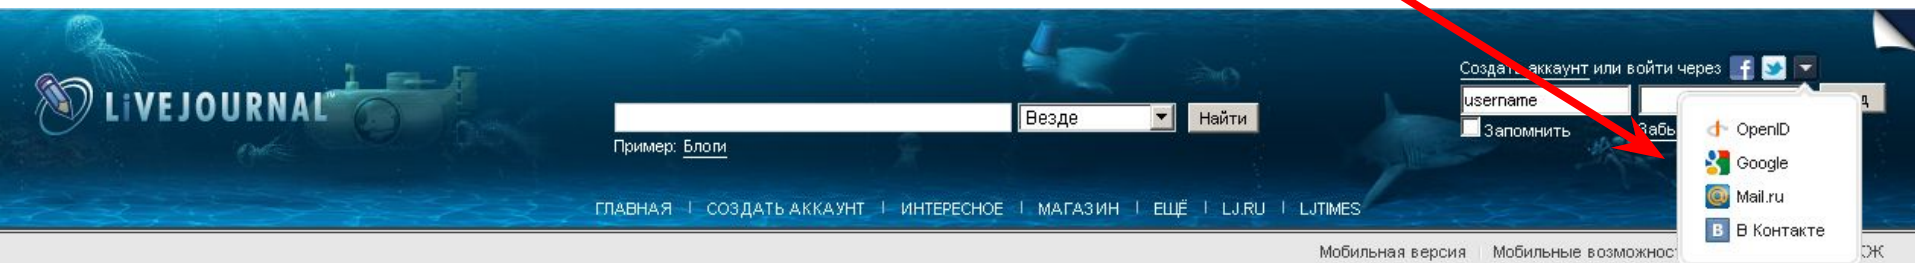 Создать аккаунт или войти через
LiVEJOURNAL
username
Везде
Найти
Запомнить
Пример: Блоги
OpenID
Google
Mail.ru
В Контакте
ГЛАВНАЯ | СОЗДАТЬ АККАУНТ | ИНТЕРЕСНОЕ | МАГАЗИН | ЕЩЁ | LJ.RU | LJTIMES
Мобильная версия | Мобильные